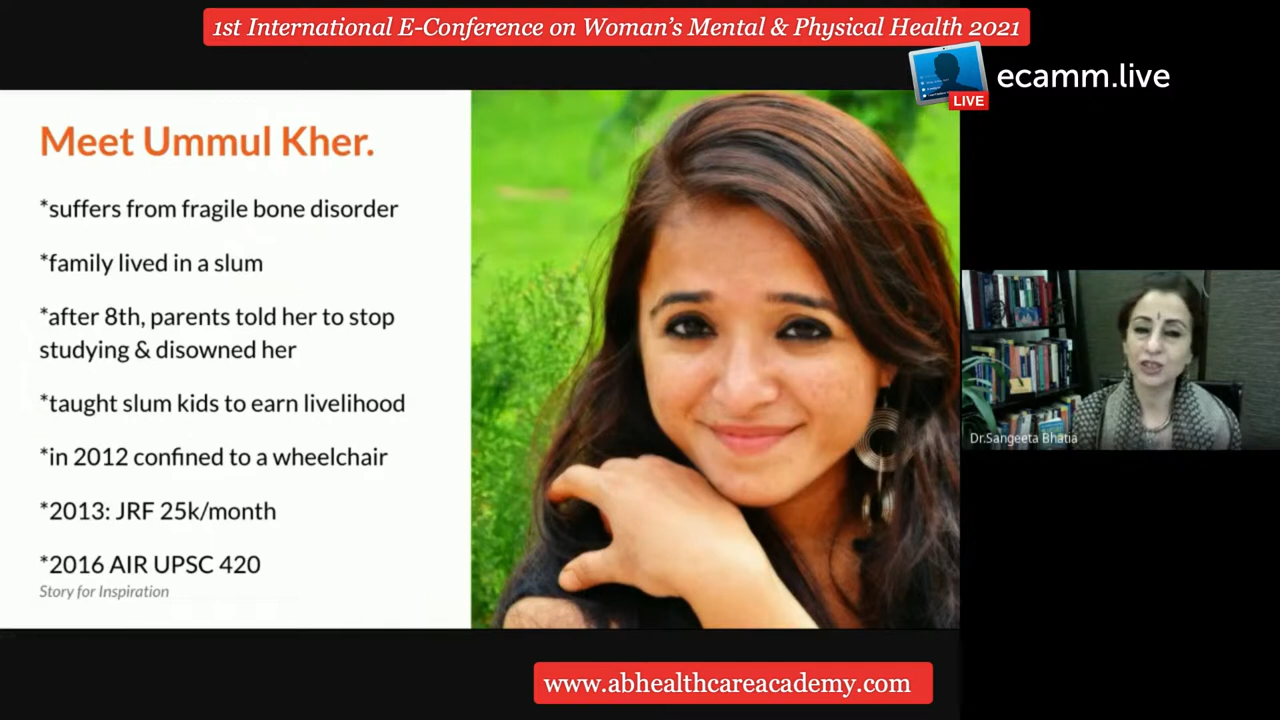 1st International E-Conference on Woman's Mental & Physical Health 2021
ecamm.live
LIVE
Meet Ummul Kher.
*suffers from fragile bone disorder
*family lived in a slum
*after 8th, parents told her to stop
studying & disowned her
*taught slum kids to earn livelihood
*in 2012 confined to a wheelchair
*2013: JRF 25k/month
*2016 AIR UPSC 420
Story for Inspiration
Dr.Sangeeta Bhatia
www.abhealthcareacademy.com